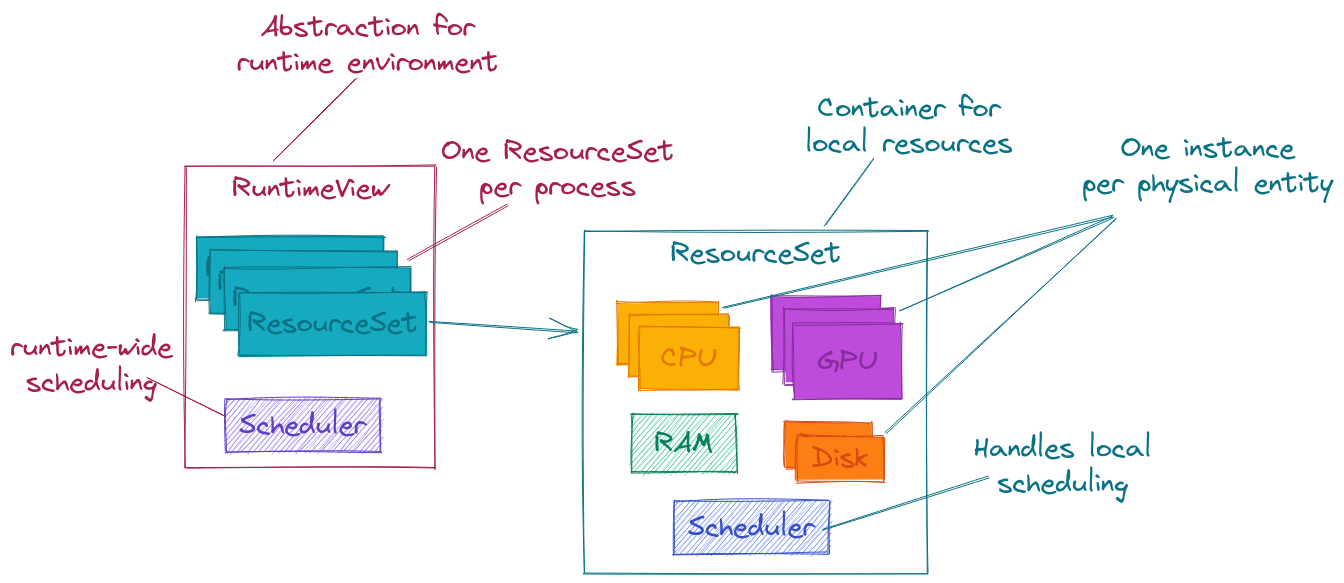 Abstraction for
runtime environment
One ResourceSet
per process
RuntimeView
ResourceSet
runtime-wide
scheduling
Scheduler
Container for
local resources
One instance
per physical entity
ResourceSet
CPU
GPU
RAM
Disk
Handles local
scheduling
Scheduler